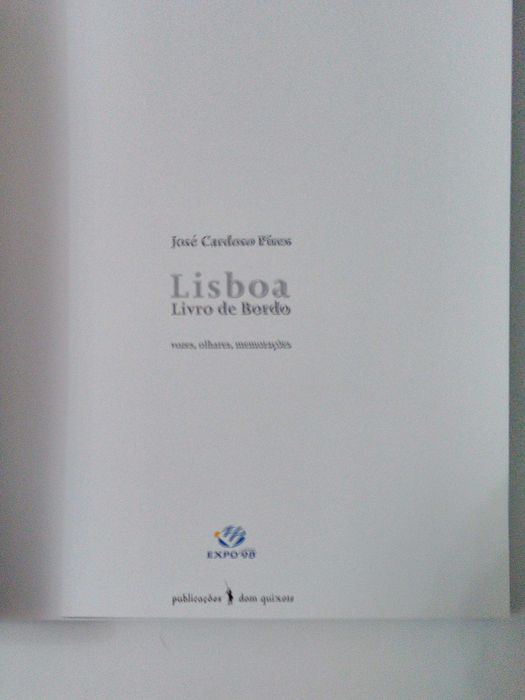 José Cardoso Pires
Lisboa
Livro de Bordo
vozes, olhares, memorações
EXPO'98
publicações dom quixote